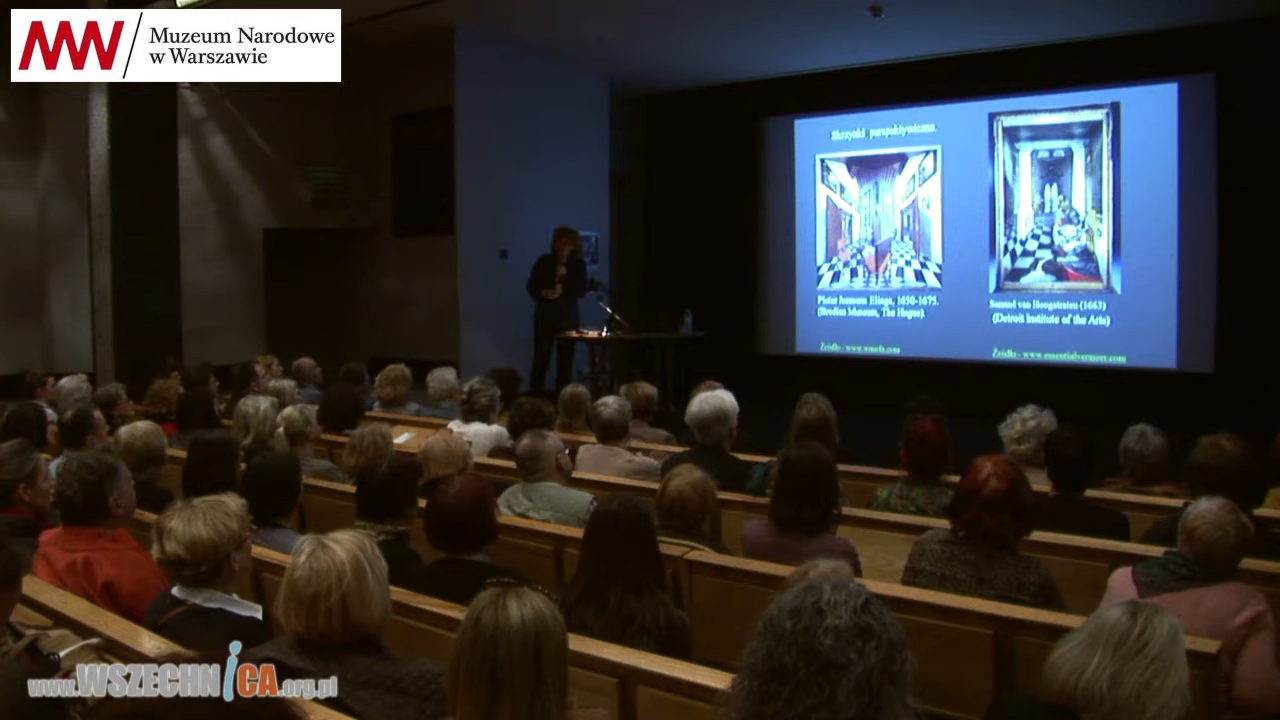 Muzeum Narodowe
w Warszawie
Skrzynki perspektywiczne
Pieter Janssens Elinga, 1650-1675.
(Bredius Museum, The Hague).
Samuel van Hoogstraten (1663)
(Detroit Institute of the Arts)
Źródło - www.essentialvermeer.com
www.WSZECHNICA.org.pl